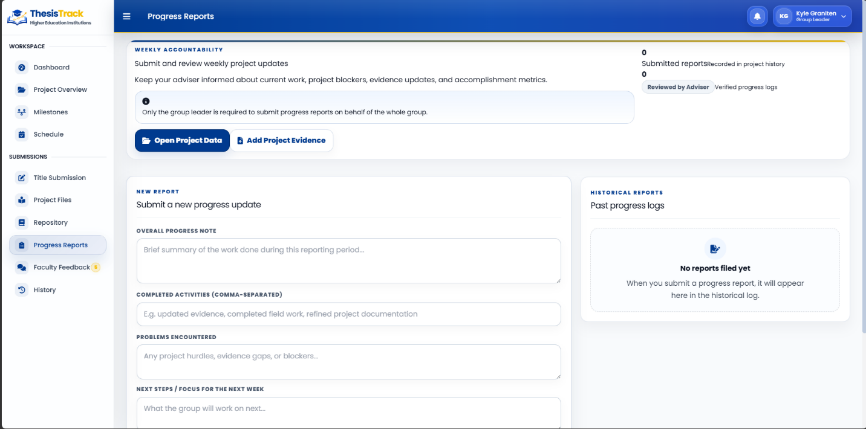 ThesisTrack
Higher Education Institutions
Progress Reports
KG
Kyle Graniten
Group Leader
WORKSPACE
Dashboard
Project Overview
Milestones
Schedule
SUBMISSIONS
Title Submission
Project Files
Repository
Progress Reports
Faculty Feedback
History
WEEKLY ACCOUNTABILITY
Submit and review weekly project updates
Keep your adviser informed about current work, project blockers, evidence updates, and accomplishment metrics.
Only the group leader is required to submit progress reports on behalf of the whole group.
Open Project Data
Add Project Evidence
0
Submitted reportsRecorded in project history
0
Reviewed by Adviser Verified progress logs
NEW REPORT
Submit a new progress update
OVERALL PROGRESS NOTE
Brief summary of the work done during this reporting period...
COMPLETED ACTIVITIES (COMMA-SEPARATED)
E.g. updated evidence, completed field work, refined project documentation
PROBLEMS ENCOUNTERED
Any project hurdles, evidence gaps, or blockers...
NEXT STEPS / FOCUS FOR THE NEXT WEEK
What the group will work on next...
HISTORICAL REPORTS
Past progress logs
No reports filed yet
When you submit a progress report, it will appear
here in the historical log.